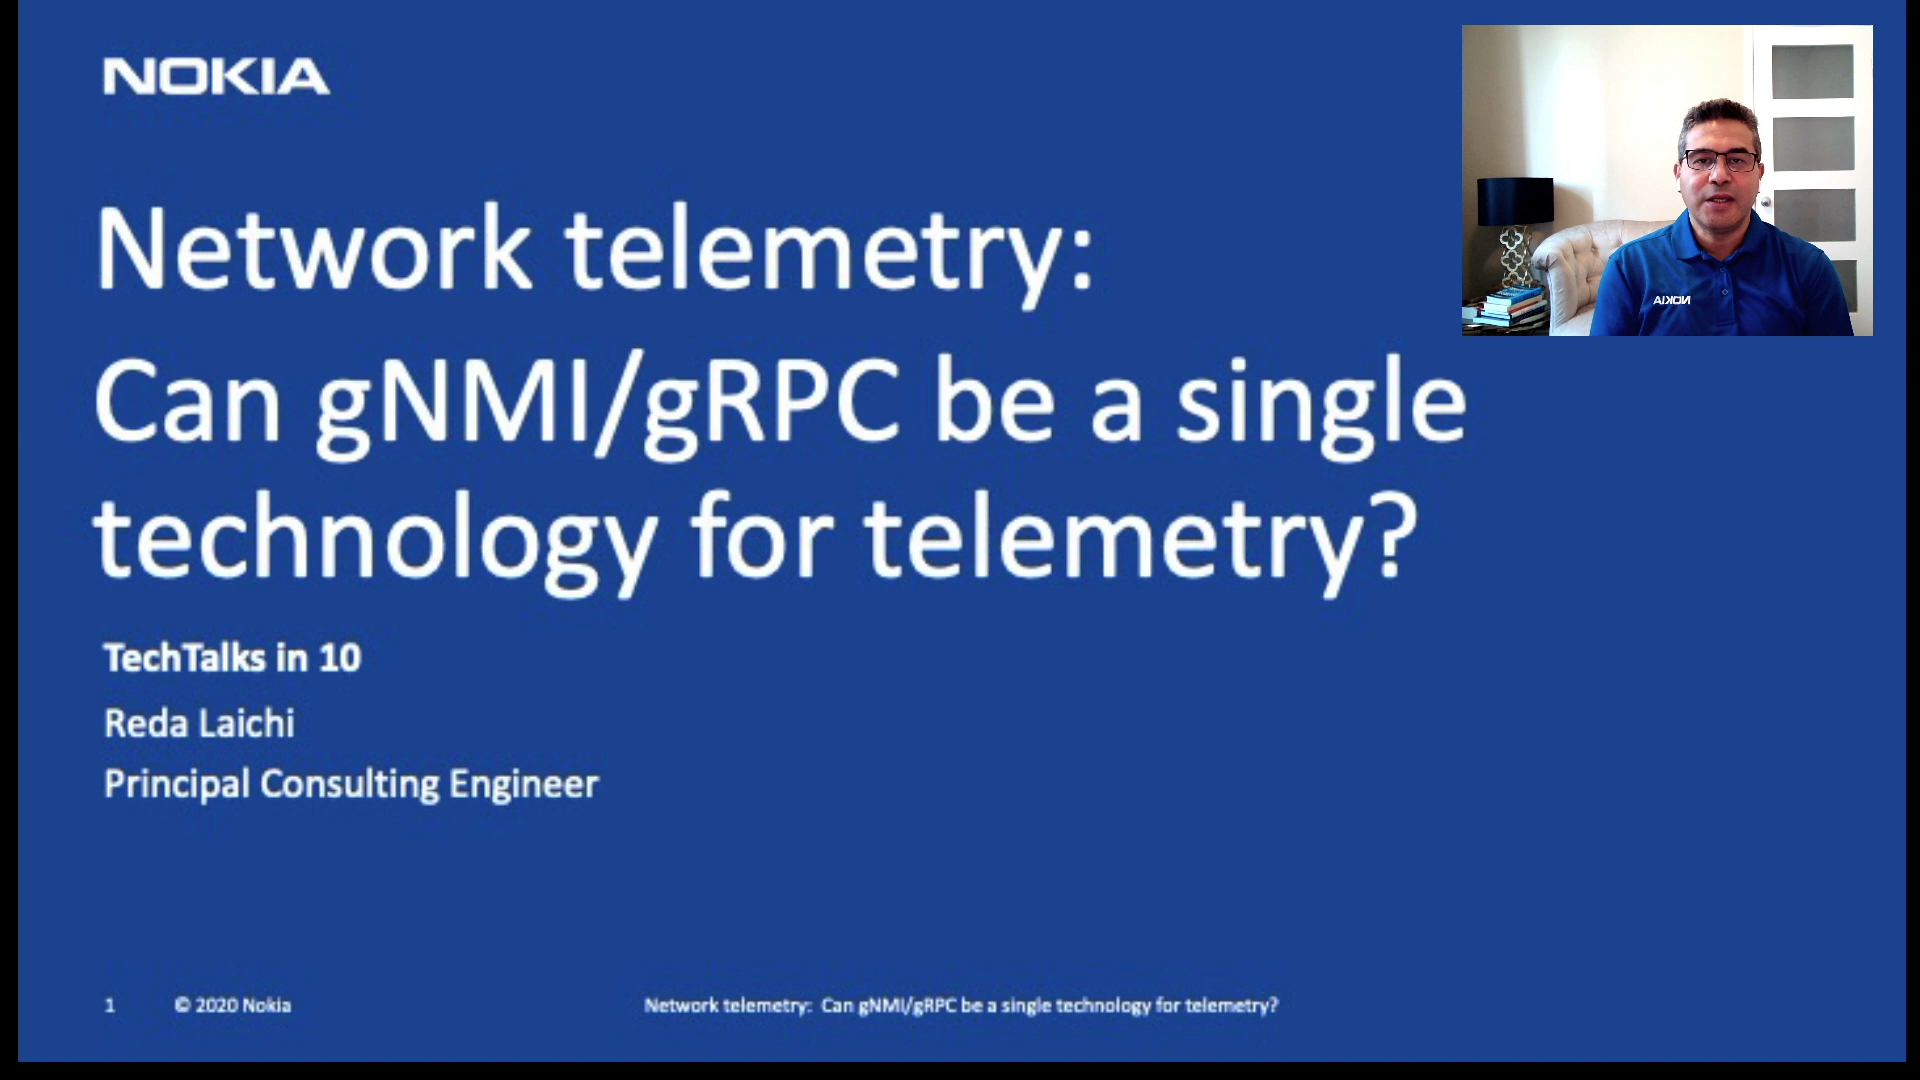 NOKIA
Network telemetry:
Can gNMI/gRPC be a single
technology for telemetry?
TechTalks in 10
Reda Laichi
Principal Consulting Engineer
NOKIA
1 © 2020 Nokia Network telemetry: Can gNMI/gRPC be a single technology for telemetry?